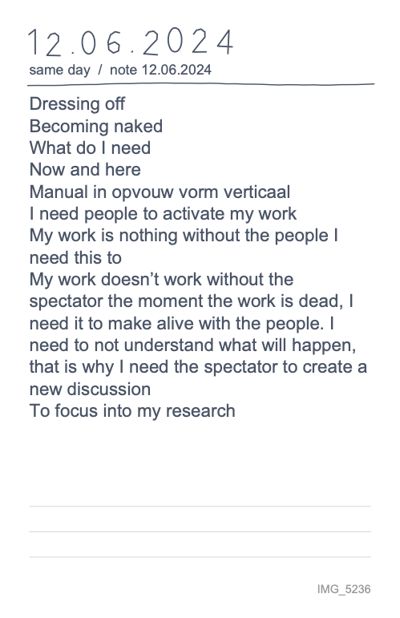 12.06.2024
same day / note 12.06.2024
Dressing off
Becoming naked
What do I need
Now and here
Manual in opvouw vorm verticaal
I need people to activate my work
My work is nothing without the people I
need this to
My work doesn’t work without the
spectator the moment the work is dead, I
need it to make alive with the people. I
need to not understand what will happen,
that is why I need the spectator to create a
new discussion
To focus into my research
IMG_5236